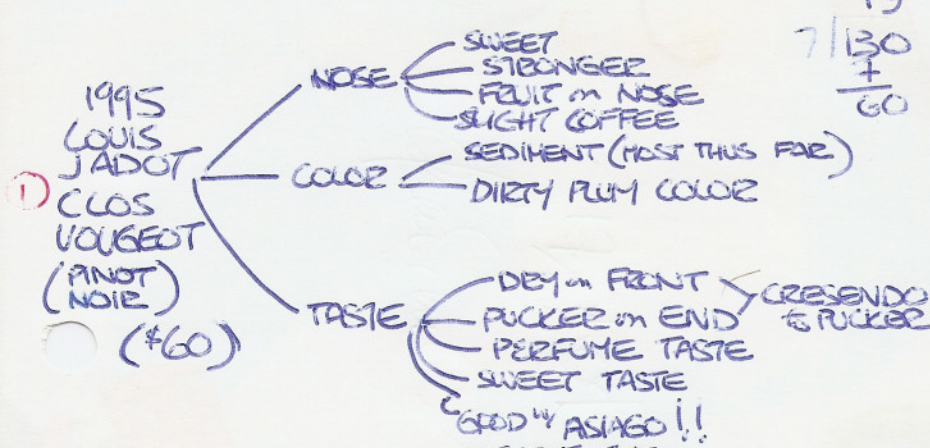 1995
LOUIS
JADOT
① CLOS
VOUGEOT
(PINOT
NOIR)
($60)
NOSE
SWEET
STRONGER
FRUIT on NOSE
SLIGHT COFFEE
COLOR
SEDIMENT (MOST THUS FAR)
DIRTY PLUM COLOR
TASTE
DRY on FRONT
PUCKER on END
CRESENDO
to PUCKER
PERFUME TASTE
SWEET TASTE
GOOD w/ ASIAGO!!
7/130
60